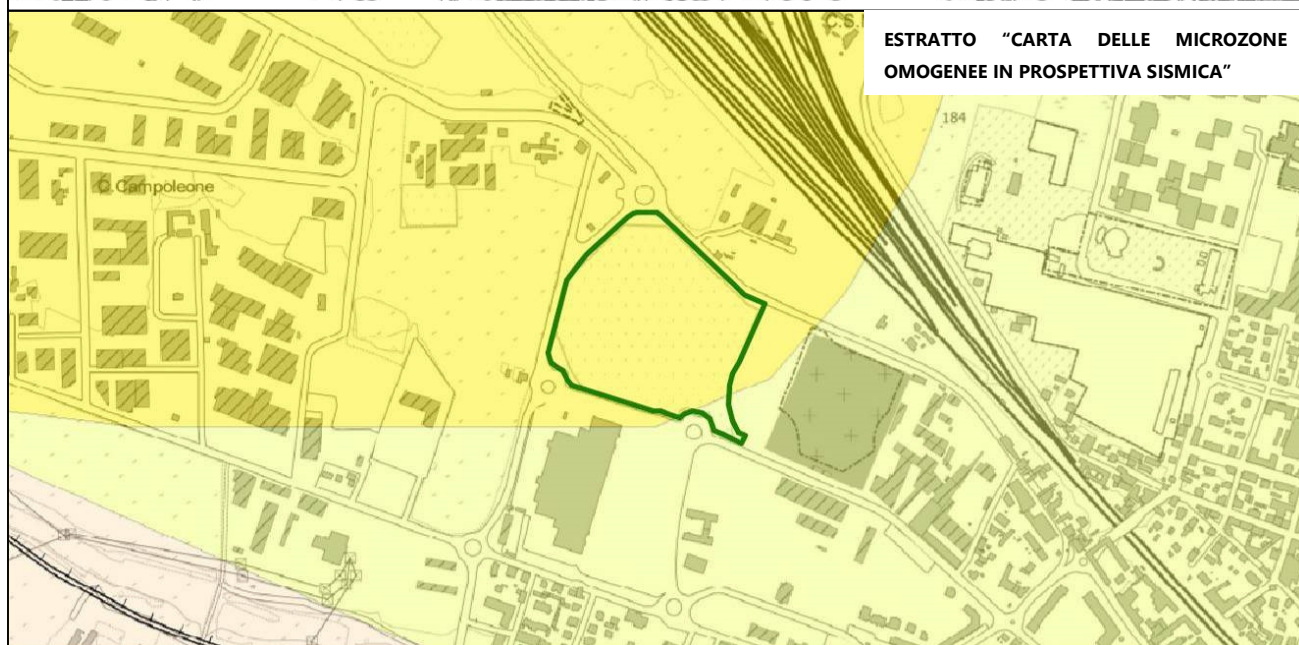 ESTRATTO “CARTA DELLE MICROZONE
OMOGENEE IN PROSPETTIVA SISMICA”
184
C.Campoleone